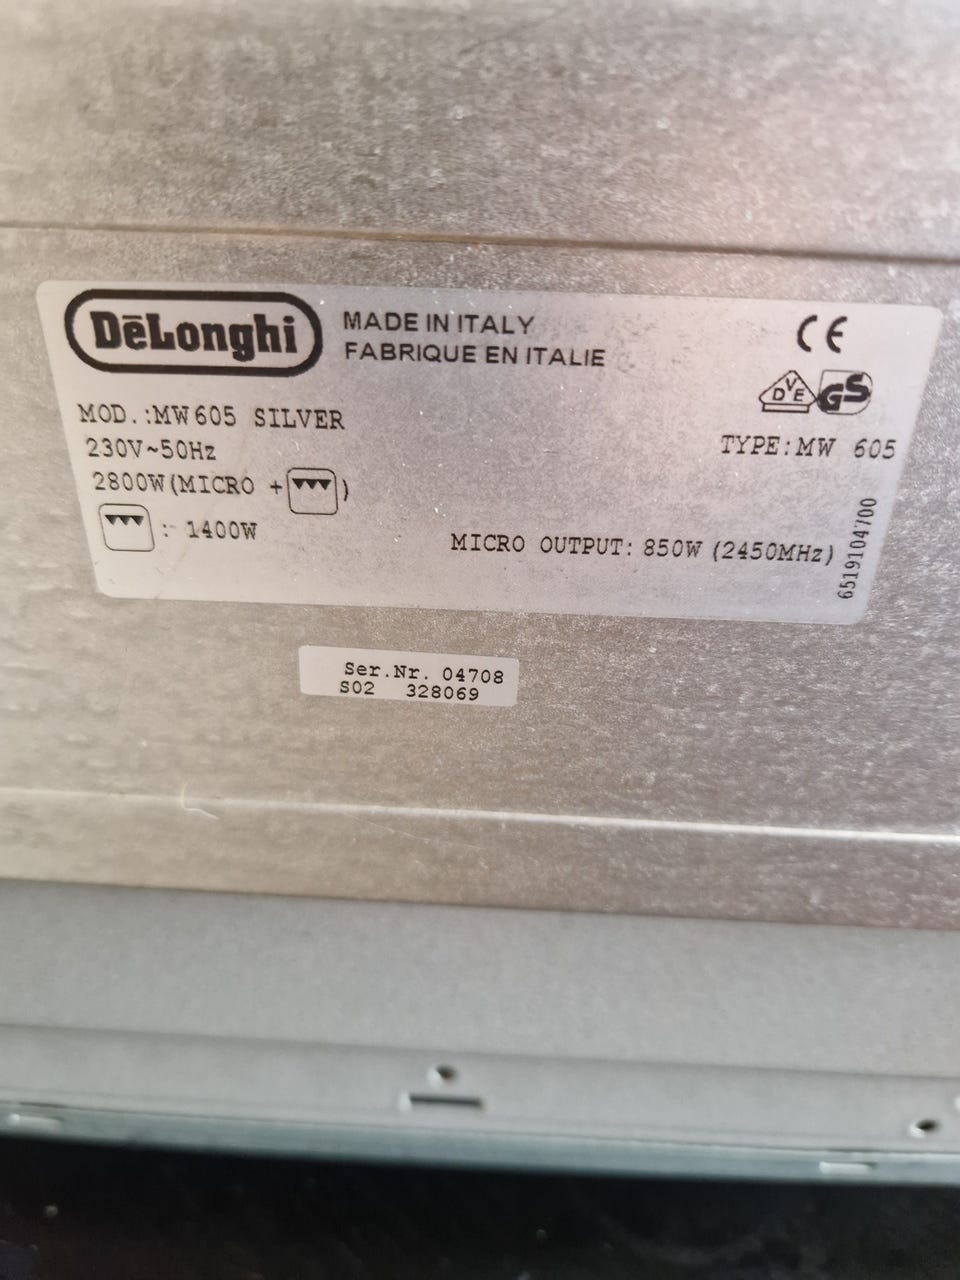 DēLonghi
MADE IN ITALY
FABRIQUE EN ITALIE
CE
VDE GS
MOD.:MW605 SILVER
230V~50Hz
TYPE:MW 605
2800W(MICRO + )
: 1400W
MICRO OUTPUT: 850W (2450MHz)
6519104700
Ser.Nr. 04708
S02 328069